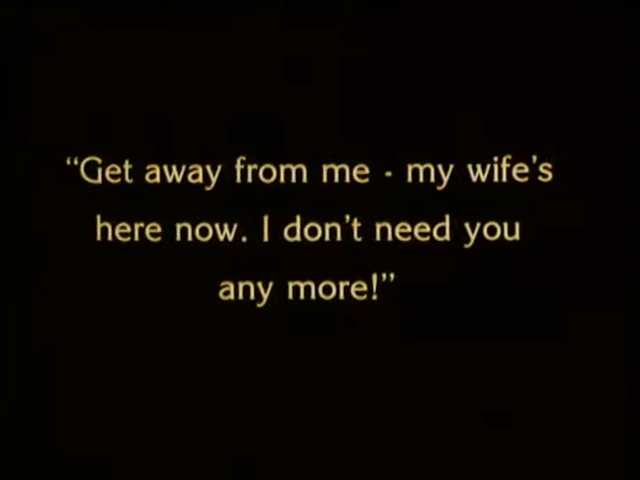 “Get away from me - my wife's
here now. I don't need you
any more!”